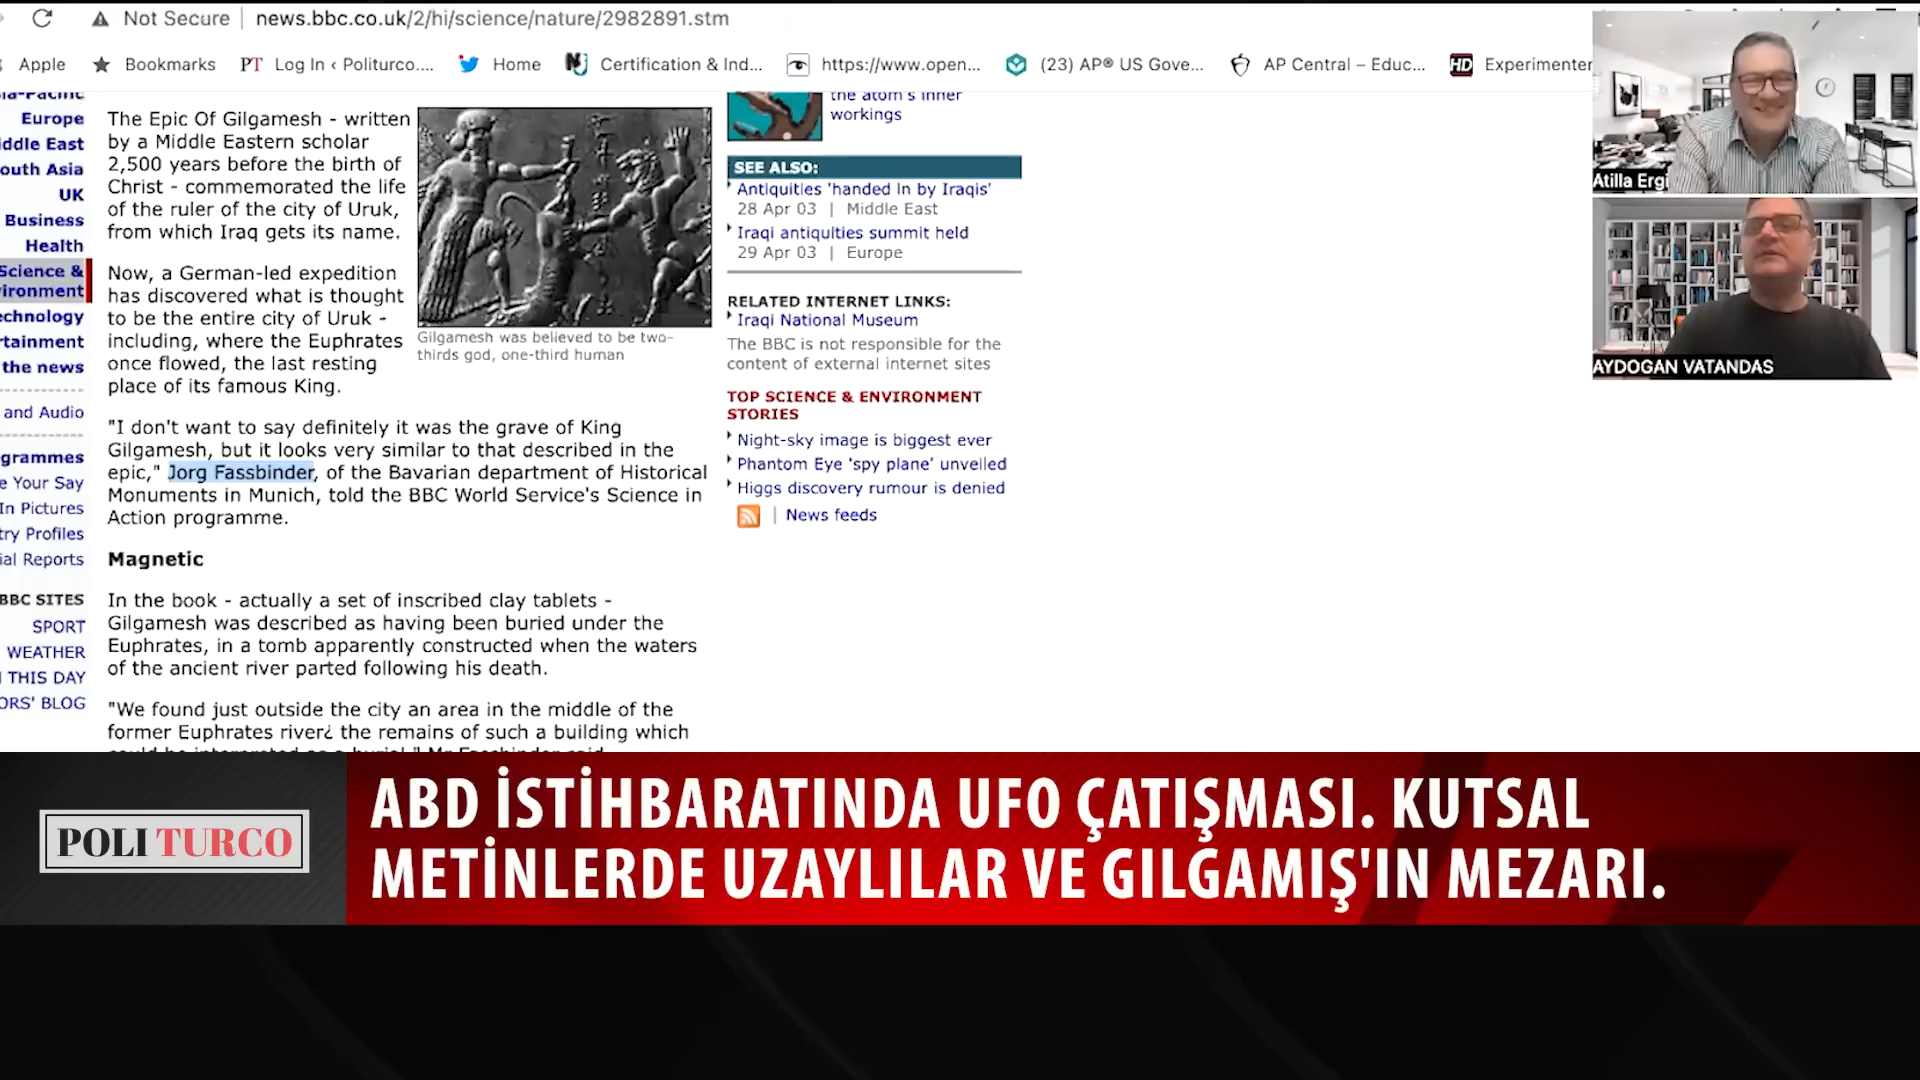 Not Secure | news.bbc.co.uk/2/hi/science/nature/2982891.stm
Apple Bookmarks PT Log In ‹ Politurco.... Home Certification & Ind... https://www.open... (23) AP® US Gove... AP Central – Educ... HD Experimenter
Europe
ddle East
outh Asia
UK
Business
Health
Science &
ironment
echnology
rtainment
the news
and Audio
grammes
e Your Say
In Pictures
try Profiles
ial Reports
BBC SITES
SPORT
WEATHER
THIS DAY
ORS' BLOG
The Epic Of Gilgamesh - written
by a Middle Eastern scholar
2,500 years before the birth of
Christ - commemorated the life
of the ruler of the city of Uruk,
from which Iraq gets its name.
Now, a German-led expedition
has discovered what is thought
to be the entire city of Uruk -
including, where the Euphrates
once flowed, the last resting
place of its famous King.
Gilgamesh was believed to be two-
thirds god, one-third human
"I don't want to say definitely it was the grave of King
Gilgamesh, but it looks very similar to that described in the
epic," Jorg Fassbinder, of the Bavarian department of Historical
Monuments in Munich, told the BBC World Service's Science in
Action programme.
Magnetic
In the book - actually a set of inscribed clay tablets -
Gilgamesh was described as having been buried under the
Euphrates, in a tomb apparently constructed when the waters
of the ancient river parted following his death.
"We found just outside the city an area in the middle of the
former Euphrates river¿ the remains of such a building which
the atom's inner
workings
SEE ALSO:
Antiquities 'handed in by Iraqis'
28 Apr 03 | Middle East
Iraqi antiquities summit held
29 Apr 03 | Europe
RELATED INTERNET LINKS:
Iraqi National Museum
The BBC is not responsible for the
content of external internet sites
TOP SCIENCE & ENVIRONMENT
STORIES
Night-sky image is biggest ever
Phantom Eye 'spy plane' unveiled
Higgs discovery rumour is denied
| News feeds
Atilla Ergi
AYDOGAN VATANDAS
POLITURCO
ABD İSTİHBARATINDA UFO ÇATIŞMASI. KUTSAL
METİNLERDE UZAYLILAR VE GILGAMIŞ'IN MEZARI.